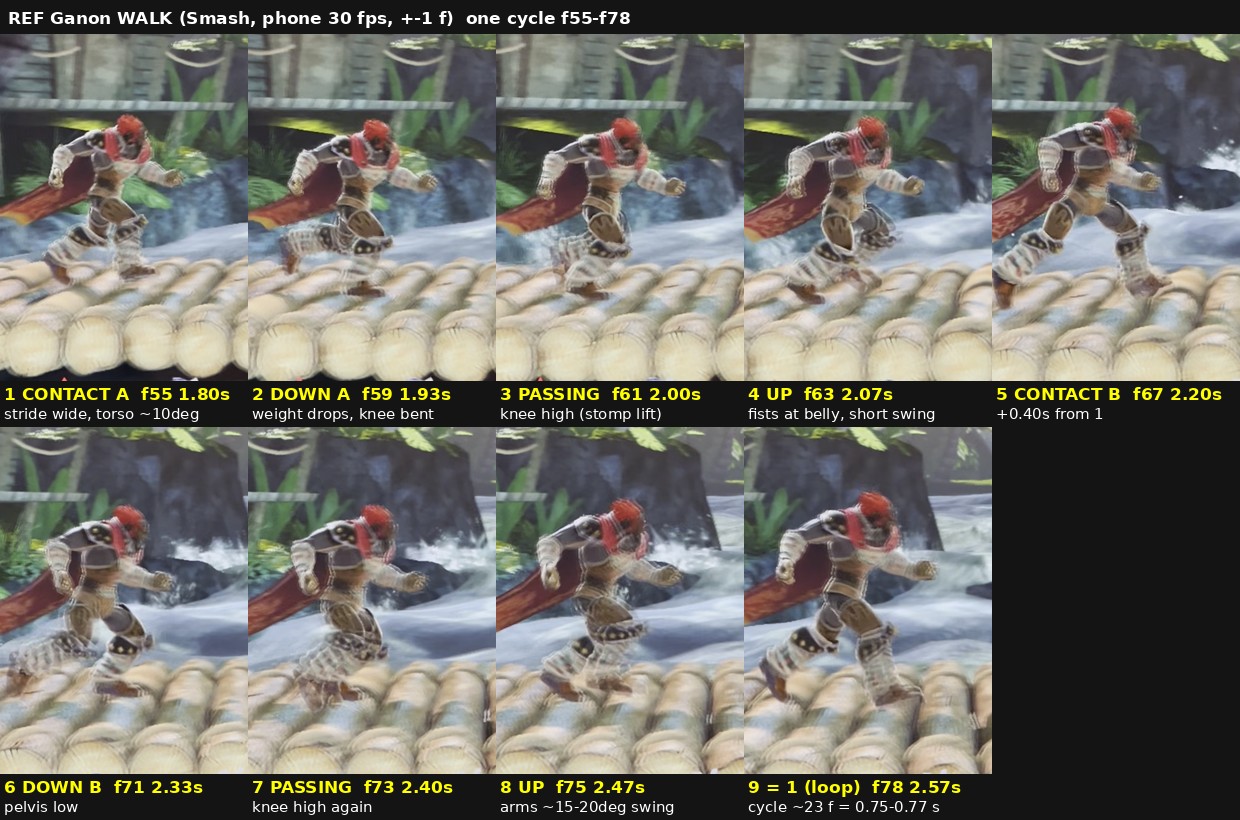 REF Ganon WALK (Smash, phone 30 fps, +-1 f)  one cycle f55-f78
1 CONTACT A  f55 1.80s
stride wide, torso ~10deg
2 DOWN A  f59 1.93s
weight drops, knee bent
3 PASSING  f61 2.00s
knee high (stomp lift)
4 UP  f63 2.07s
fists at belly, short swing
5 CONTACT B  f67 2.20s
+0.40s from 1
6 DOWN B  f71 2.33s
pelvis low
7 PASSING  f73 2.40s
knee high again
8 UP  f75 2.47s
arms ~15-20deg swing
9 = 1 (loop)  f78 2.57s
cycle ~23 f = 0.75-0.77 s